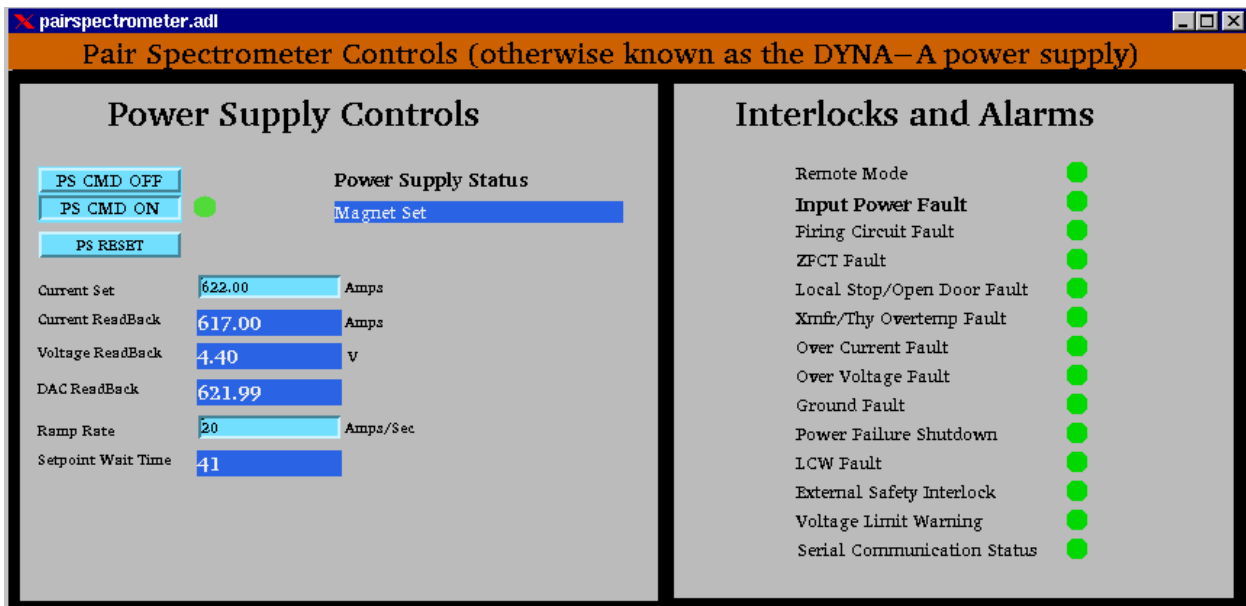 pairspectrometer.adl
Pair Spectrometer Controls (otherwise known as the DYNA-A power supply)
Power Supply Controls
PS CMD OFF
PS CMD ON
PS RESET
Power Supply Status
Magnet Set
Current Set 622.00 Amps
Current ReadBack 617.00 Amps
Voltage ReadBack 4.40 V
DAC ReadBack 621.99
Ramp Rate 20 Amps/Sec
Setpoint Wait Time 41
Interlocks and Alarms
Remote Mode
Input Power Fault
Firing Circuit Fault
ZFCT Fault
Local Stop/Open Door Fault
Xmfr/Thy Overtemp Fault
Over Current Fault
Over Voltage Fault
Ground Fault
Power Failure Shutdown
LCW Fault
External Safety Interlock
Voltage Limit Warning
Serial Communication Status